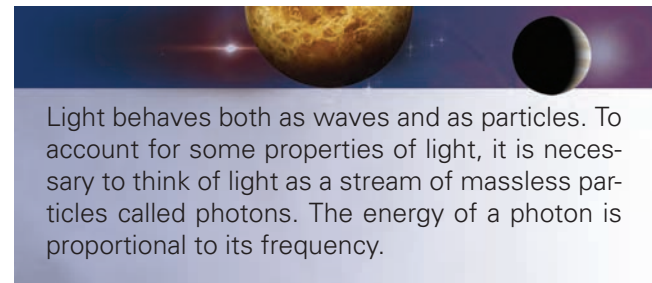 Light behaves both as waves and as particles. To
account for some properties of light, it is neces-
sary to think of light as a stream of massless par-
ticles called photons. The energy of a photon is
proportional to its frequency.